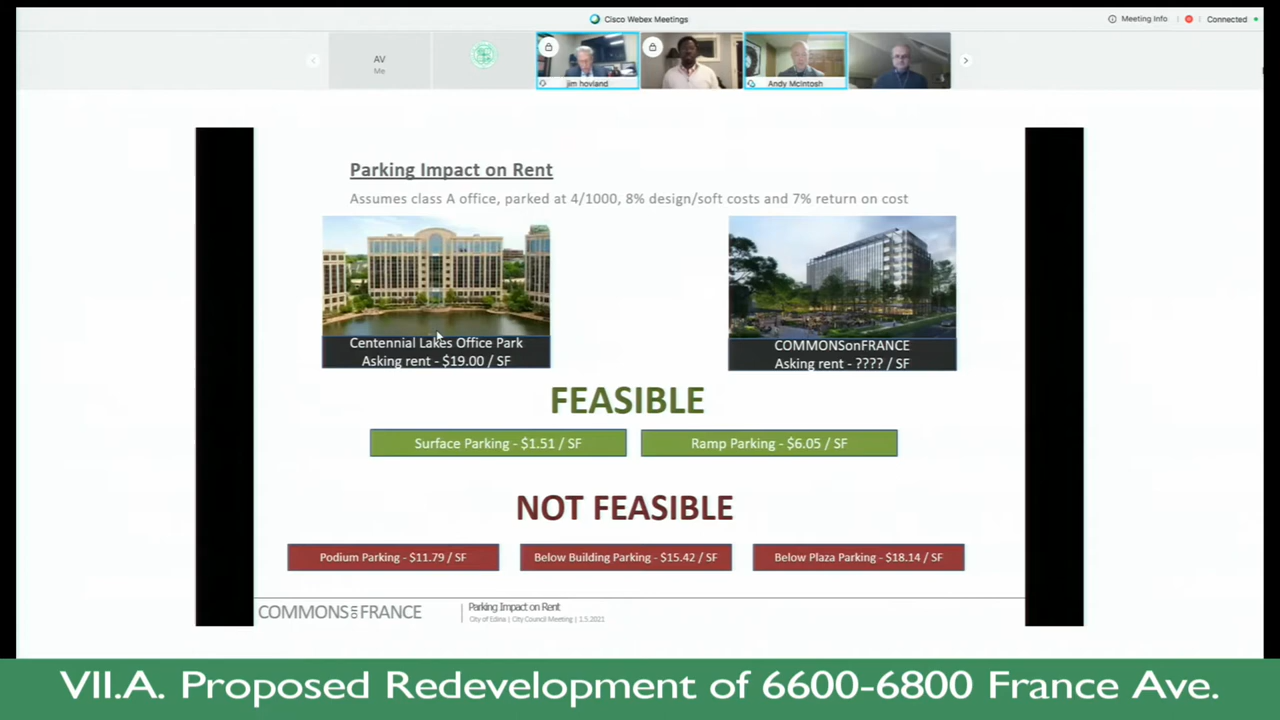 Cisco Webex Meetings
Meeting Info
Connected
AV
Me
jim hovland
Andy McIntosh
Parking Impact on Rent
Assumes class A office, parked at 4/1000, 8% design/soft costs and 7% return on cost
Centennial Lakes Office Park
Asking rent - $19.00 / SF
COMMONSonFRANCE
Asking rent - ???? / SF
FEASIBLE
Surface Parking - $1.51 / SF
Ramp Parking - $6.05 / SF
NOT FEASIBLE
Podium Parking - $11.79 / SF
Below Building Parking - $15.42 / SF
Below Plaza Parking - $18.14 / SF
COMMONS on FRANCE
Parking Impact on Rent
City of Edina | City Council Meeting | 1.5.2021
VII.A. Proposed Redevelopment of 6600-6800 France Ave.